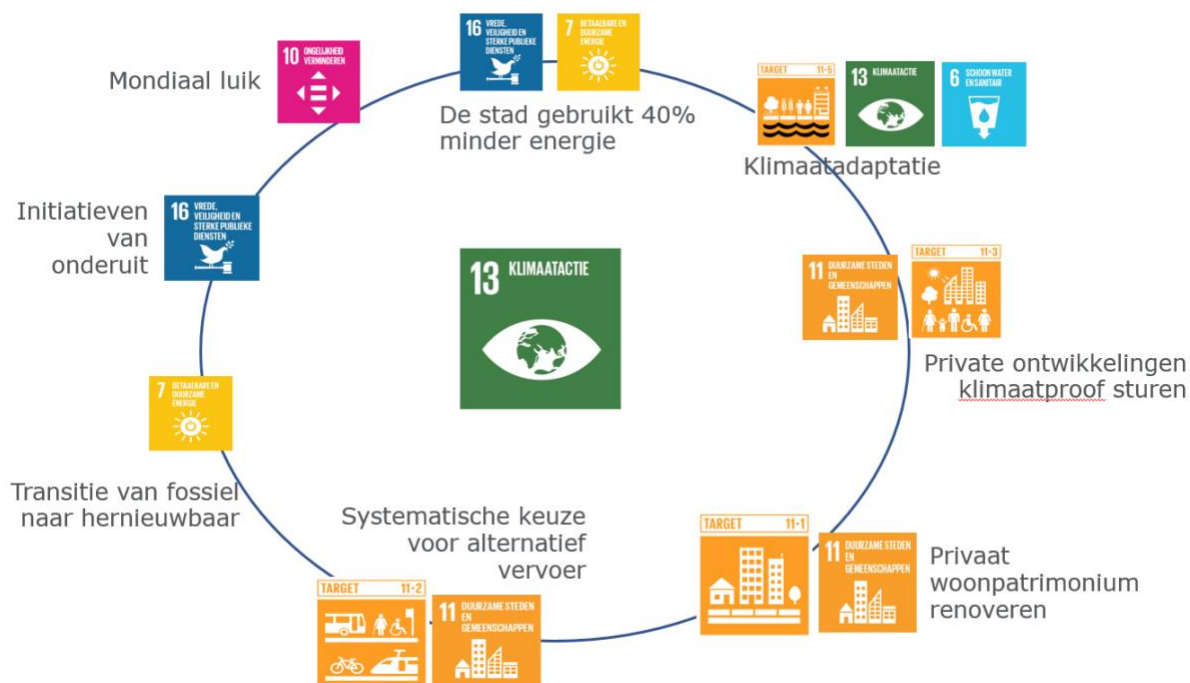 16 VREDE,
VEILIGHEID EN
STERKE PUBLIEKE
DIENSTEN
7 BETAALBARE EN
DUURZAME
ENERGIE
De stad gebruikt 40%
minder energie
TARGET 11·5
13 KLIMAATACTIE
6 SCHOON WATER
EN SANITAIR
Klimaatadaptatie
11 DUURZAME STEDEN
EN
GEMEENSCHAPPEN
TARGET 11·3
Private ontwikkelingen
klimaatproof sturen
TARGET 11·1
11 DUURZAME STEDEN
EN
GEMEENSCHAPPEN
Privaat
woonpatrimonium
renoveren
Systematische keuze
voor alternatief
vervoer
TARGET 11·2
11 DUURZAME STEDEN
EN
GEMEENSCHAPPEN
7 BETAALBARE EN
DUURZAME
ENERGIE
Transitie van fossiel
naar hernieuwbaar
Initiatieven
van
onderuit
16 VREDE,
VEILIGHEID EN
STERKE PUBLIEKE
DIENSTEN
Mondiaal luik
10 ONGELIJKHEID
VERMINDEREN
13 KLIMAATACTIE